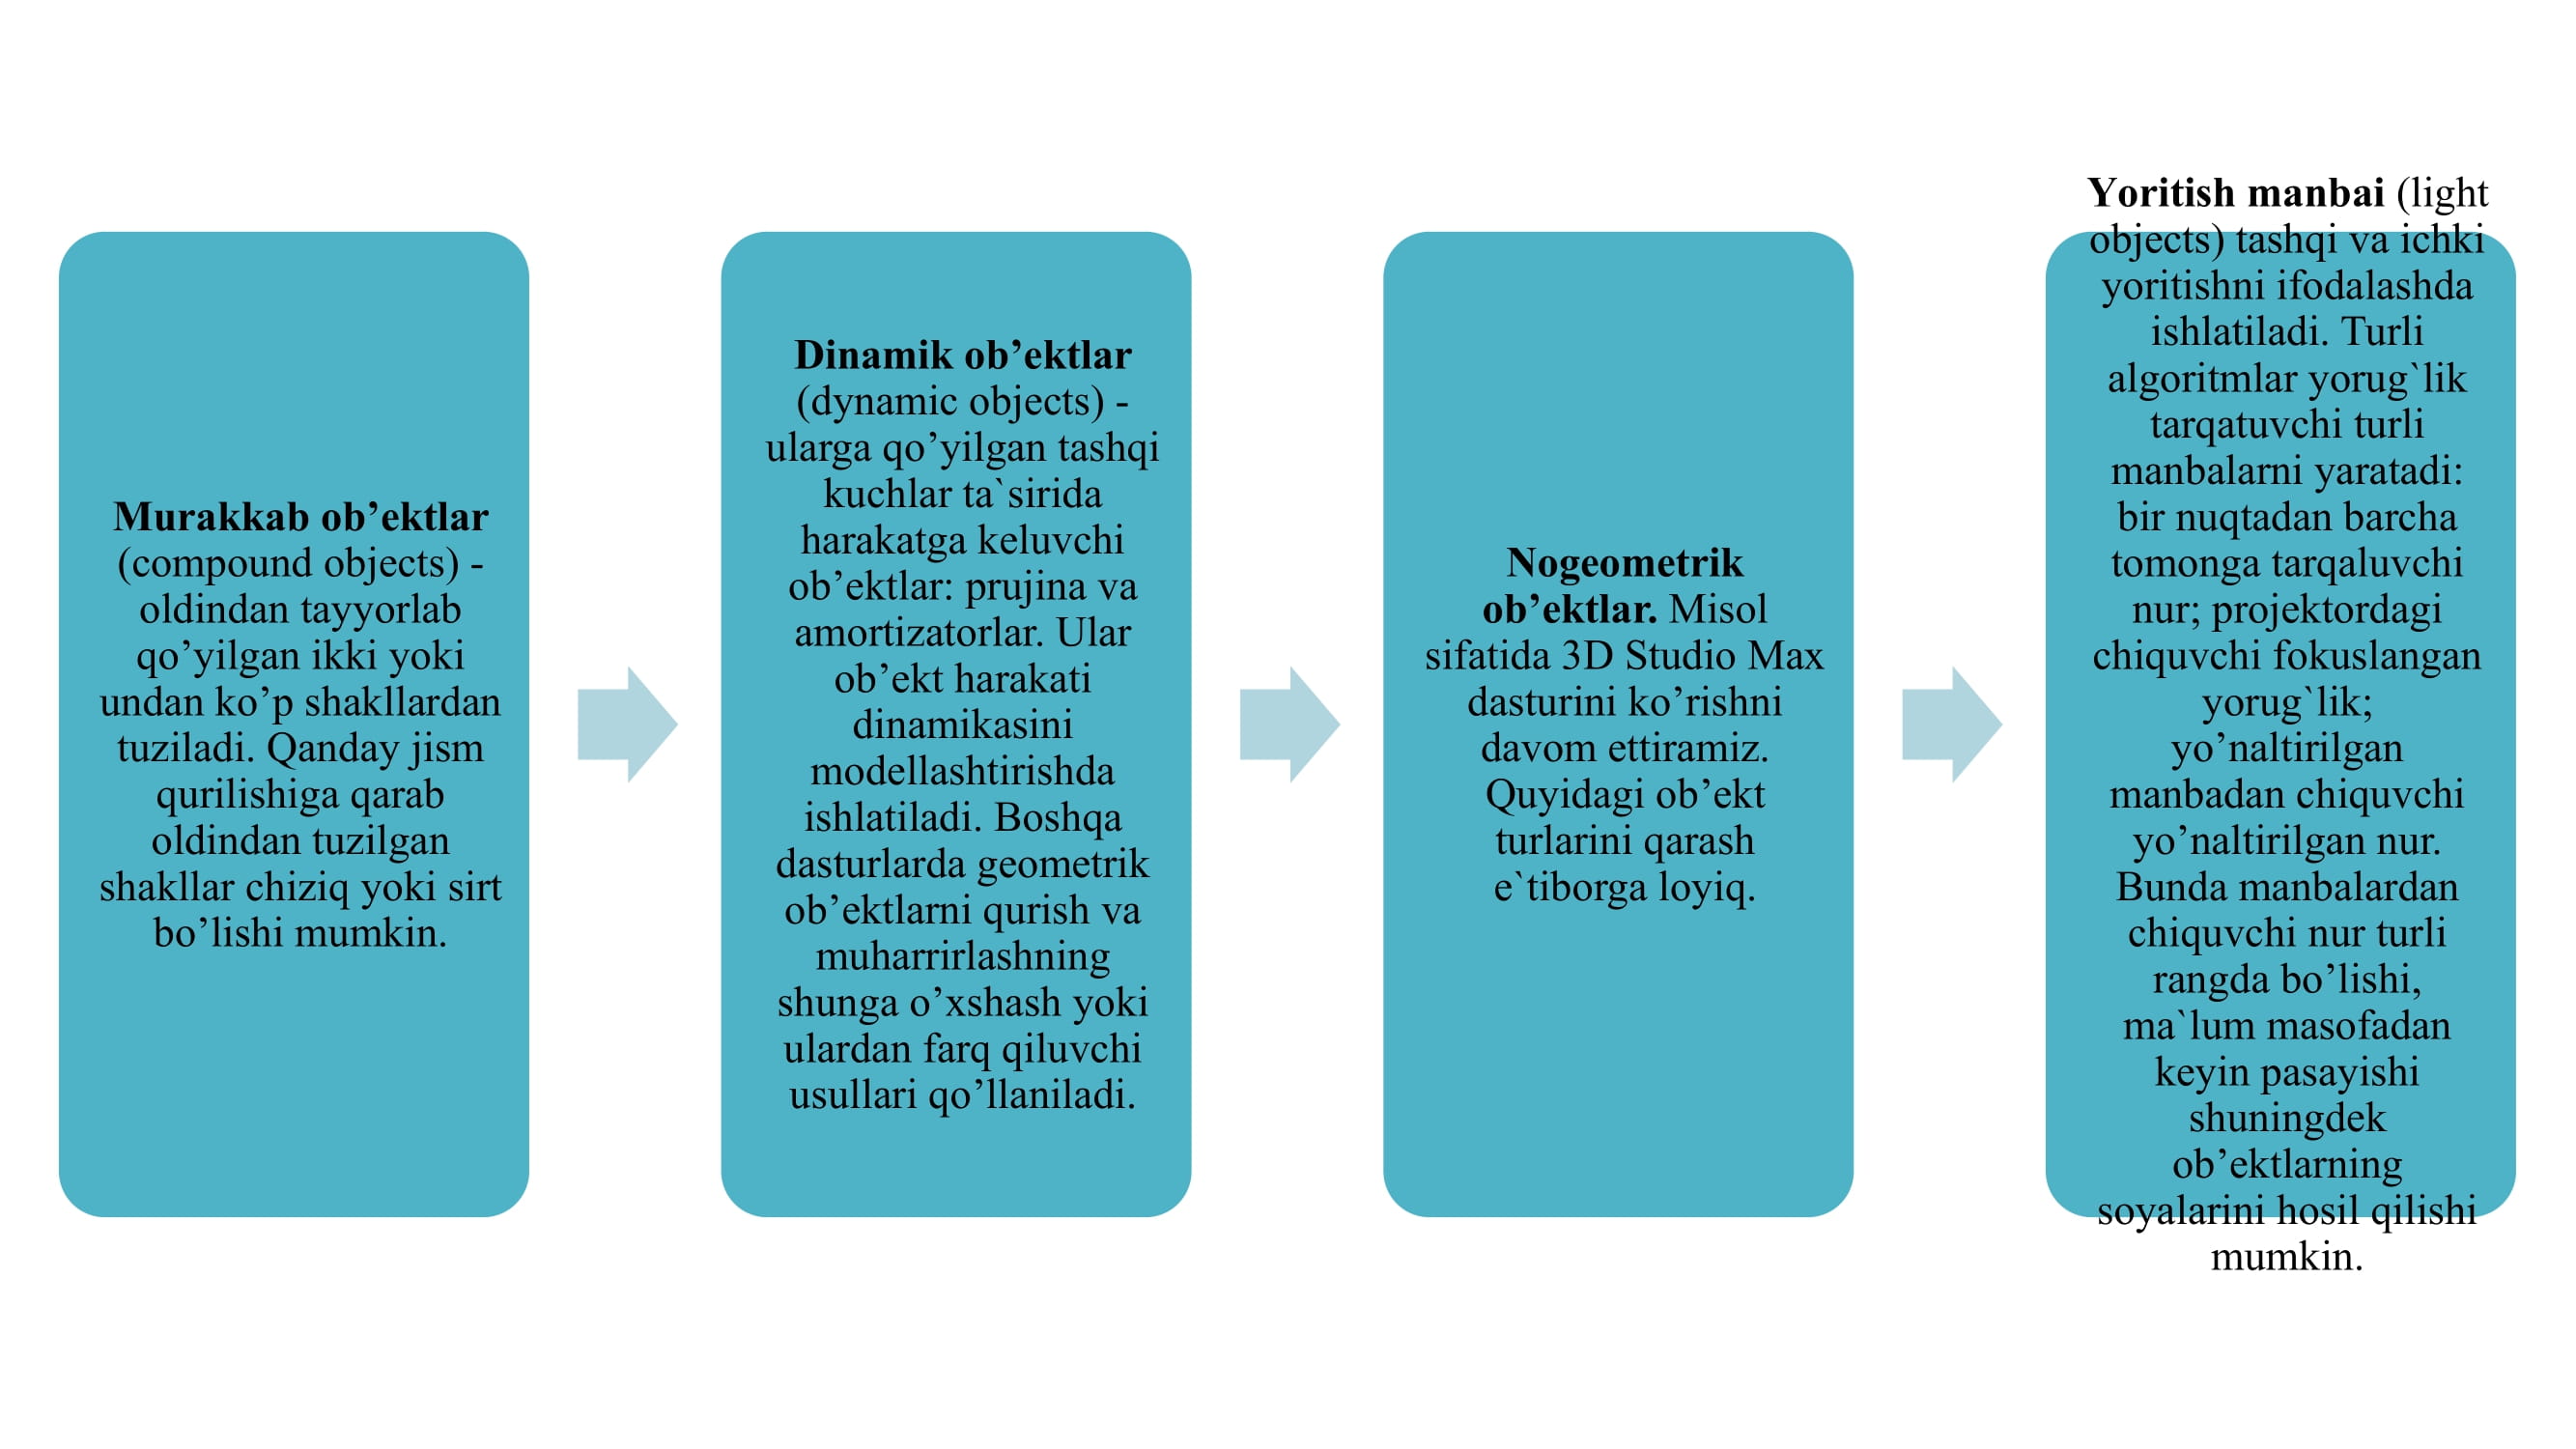 Murakkab ob’ektlar
(compound objects) -
oldindan tayyorlab
qo’yilgan ikki yoki
undan ko’p shakllardan
tuziladi. Qanday jism
qurilishiga qarab
oldindan tuzilgan
shakllar chiziq yoki sirt
bo’lishi mumkin.
Dinamik ob’ektlar
(dynamic objects) -
ularga qo’yilgan tashqi
kuchlar ta`sirida
harakatga keluvchi
ob’ektlar: prujina va
amortizatorlar. Ular
ob’ekt harakati
dinamikasini
modellashtirishda
ishlatiladi. Boshqa
dasturlarda geometrik
ob’ektlarni qurish va
muharrirlashning
shunga o’xshash yoki
ulardan farq qiluvchi
usullari qo’llaniladi.
Nogeometrik
ob’ektlar. Misol
sifatida 3D Studio Max
dasturini ko’rishni
davom ettiramiz.
Quyidagi ob’ekt
turlarini qarash
e`tiborga loyiq.
Yoritish manbai (light
objects) tashqi va ichki
yoritishni ifodalashda
ishlatiladi. Turli
algoritmlar yorug`lik
tarqatuvchi turli
manbalarni yaratadi:
bir nuqtadan barcha
tomonga tarqaluvchi
nur; projektordagi
chiquvchi fokuslangan
yorug`lik;
yo’naltirilgan
manbadan chiquvchi
yo’naltirilgan nur.
Bunda manbalardan
chiquvchi nur turli
rangda bo’lishi,
ma`lum masofadan
keyin pasayishi
shuningdek
ob’ektlarning
soyalarini hosil qilishi
mumkin.